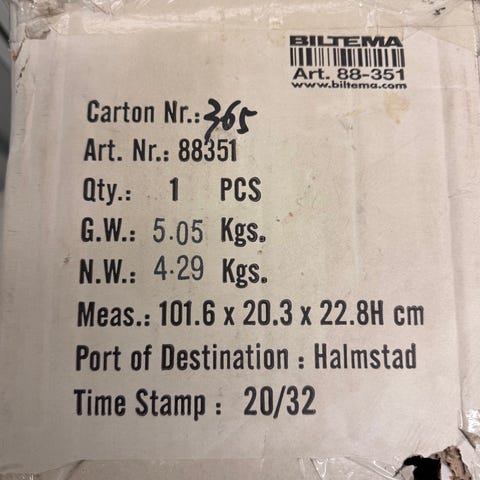 BILTEMA
Art. 88-351
www.biltema.com
Carton Nr.: 365
Art. Nr.: 88351
Qty.: 1 PCS
G.W.: 5.05 Kgs.
N.W.: 4.29 Kgs.
Meas.: 101.6 x 20.3 x 22.8H cm
Port of Destination : Halmstad
Time Stamp : 20/32